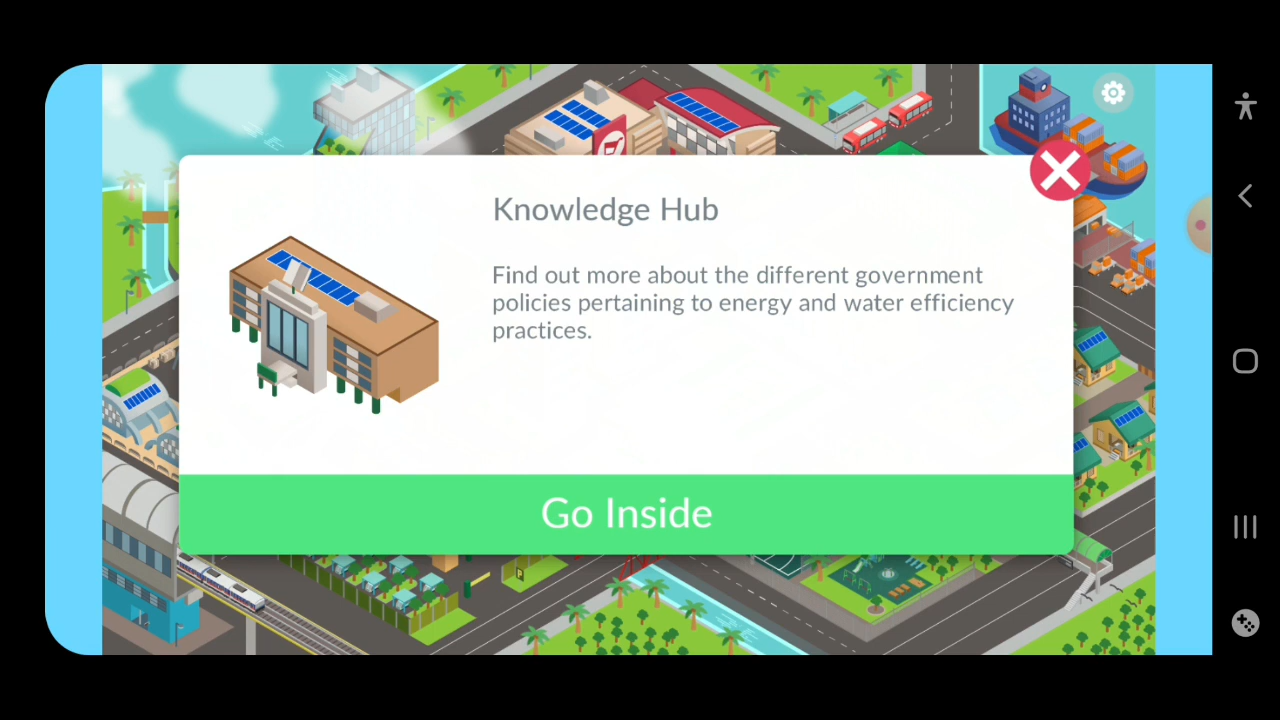 Knowledge Hub
Find out more about the different government
policies pertaining to energy and water efficiency
practices.
Go Inside